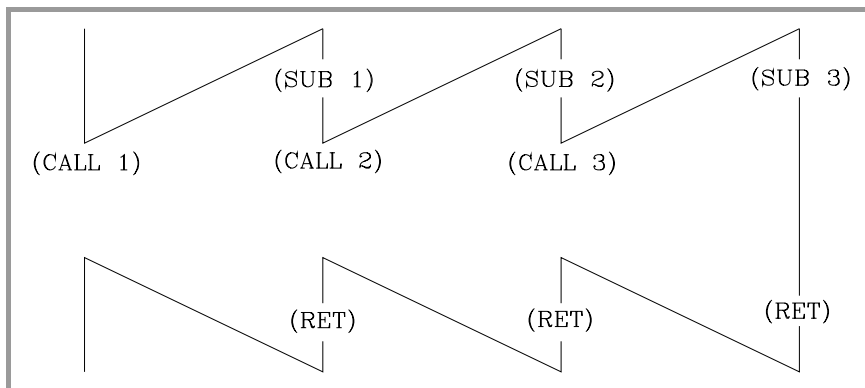 (SUB 1) (SUB 2) (SUB 3)
(CALL 1) (CALL 2) (CALL 3)
(RET) (RET) (RET)